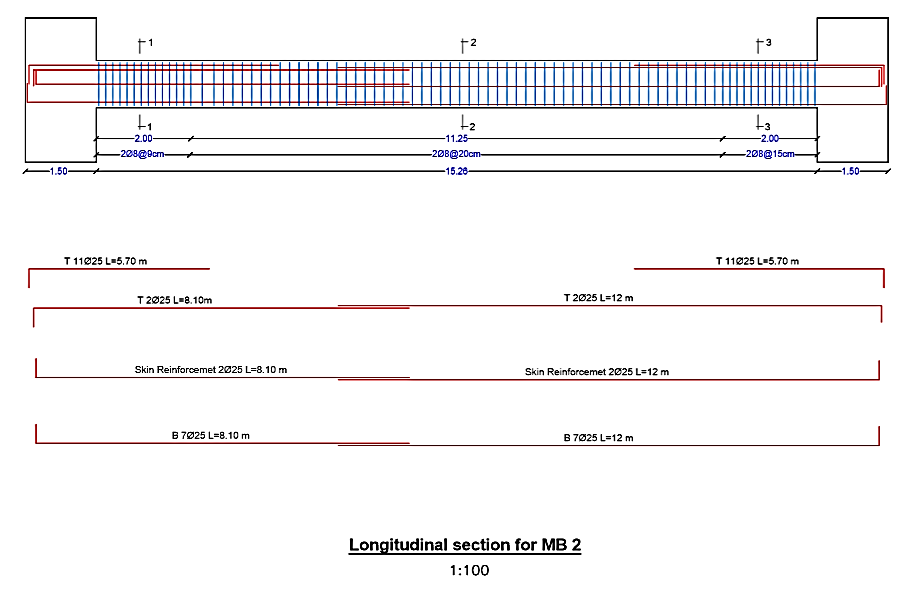 1 2 3
1 2 3
2.00 11.25 2.00
2Ø8@9cm 2Ø8@20cm 2Ø8@15cm
1.50 15.26 1.50
T 11Ø25 L=5.70 m T 11Ø25 L=5.70 m
T 2Ø25 L=8.10m T 2Ø25 L=12 m
Skin Reinforcemet 2Ø25 L=8.10 m Skin Reinforcemet 2Ø25 L=12 m
B 7Ø25 L=8.10 m B 7Ø25 L=12 m
Longitudinal section for MB 2
1:100